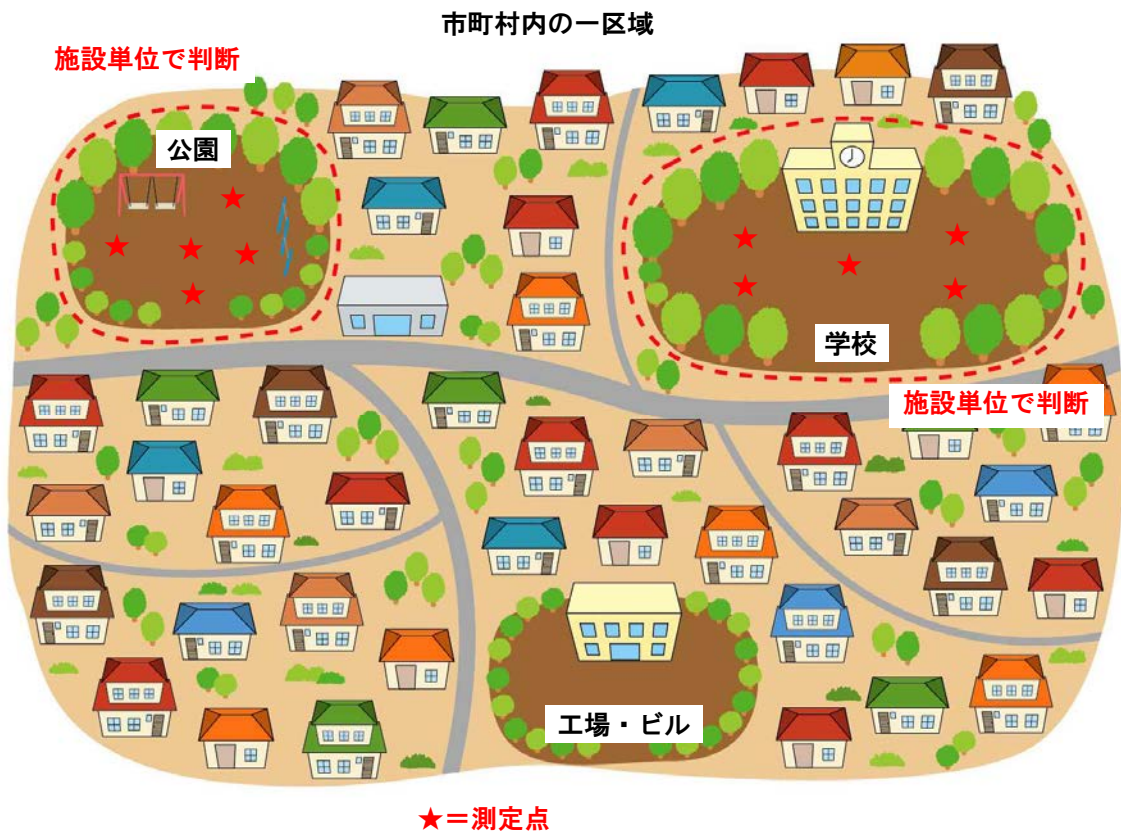 市町村内の一区域
施設単位で判断
公園
学校
施設単位で判断
工場・ビル
★＝測定点